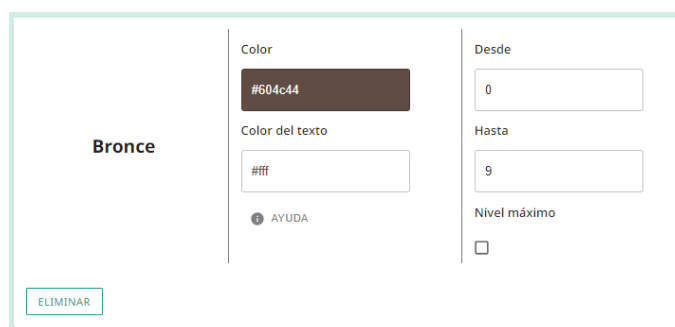 Bronce
Color
#604c44
Color del texto
#fff
AYUDA
Desde
0
Hasta
9
Nivel máximo
ELIMINAR